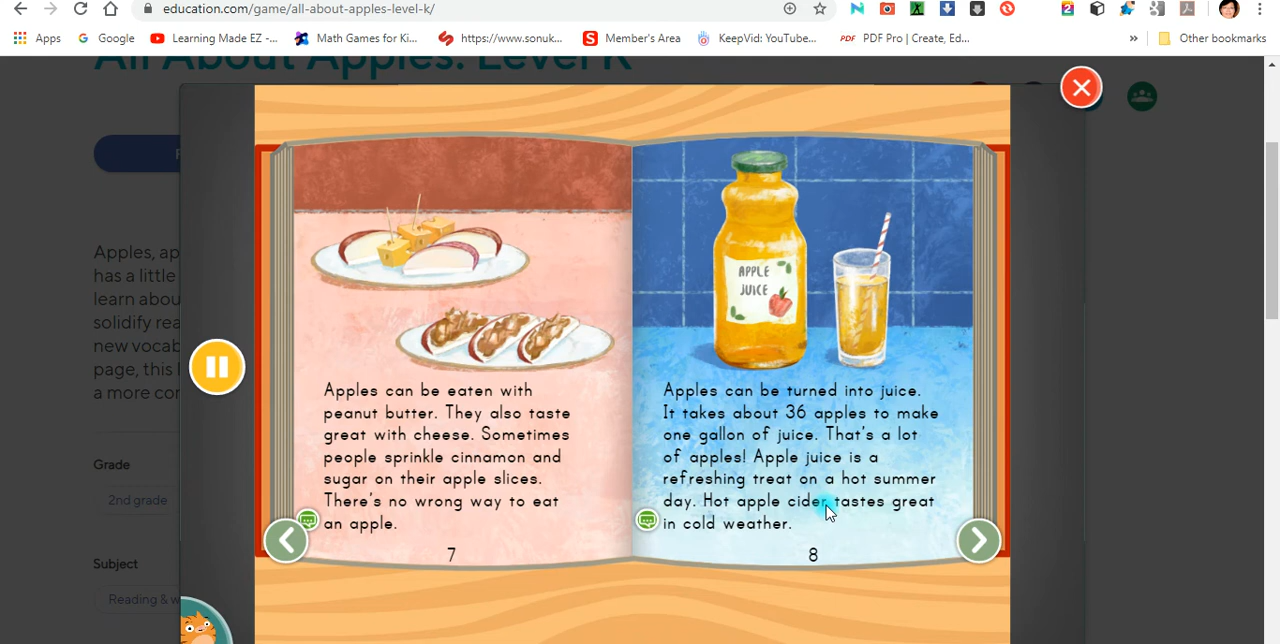 education.com/game/all-about-apples-level-k/
Apps
Google
Learning Made EZ -...
Math Games for Ki...
https://www.sonuk...
Member's Area
KeepVid: YouTube...
PDF PDF Pro | Create, Ed...
»
Other bookmarks
All About Apples: Level K
Apples, ap
has a little
learn abou
solidify rea
new vocab
page, this
a more con
Grade
2nd grade
Subject
Reading & w
Apples can be eaten with
peanut butter. They also taste
great with cheese. Sometimes
people sprinkle cinnamon and
sugar on their apple slices.
There's no wrong way to eat
an apple.
7
APPLE
JUICE
Apples can be turned into juice.
It takes about 36 apples to make
one gallon of juice. That's a lot
of apples! Apple juice is a
refreshing treat on a hot summer
day. Hot apple cider tastes great
in cold weather.
8